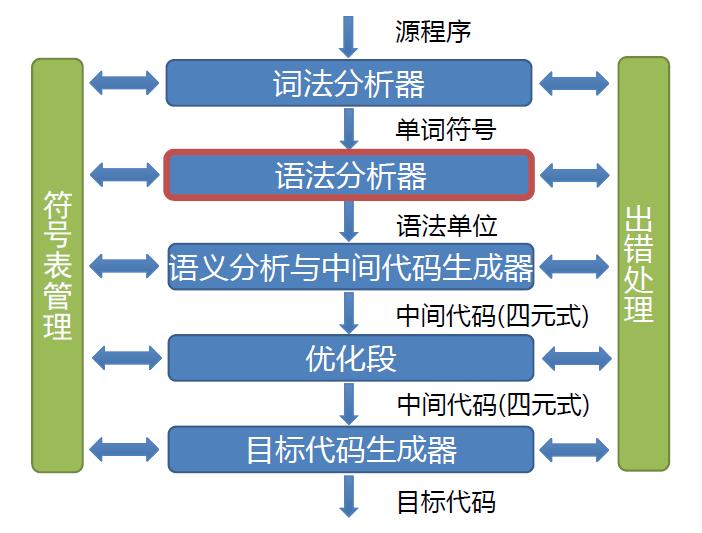 源程序
词法分析器
单词符号
语法分析器
语法单位
语义分析与中间代码生成器
中间代码(四元式)
优化段
中间代码(四元式)
目标代码生成器
目标代码
符号表管理
出错处理